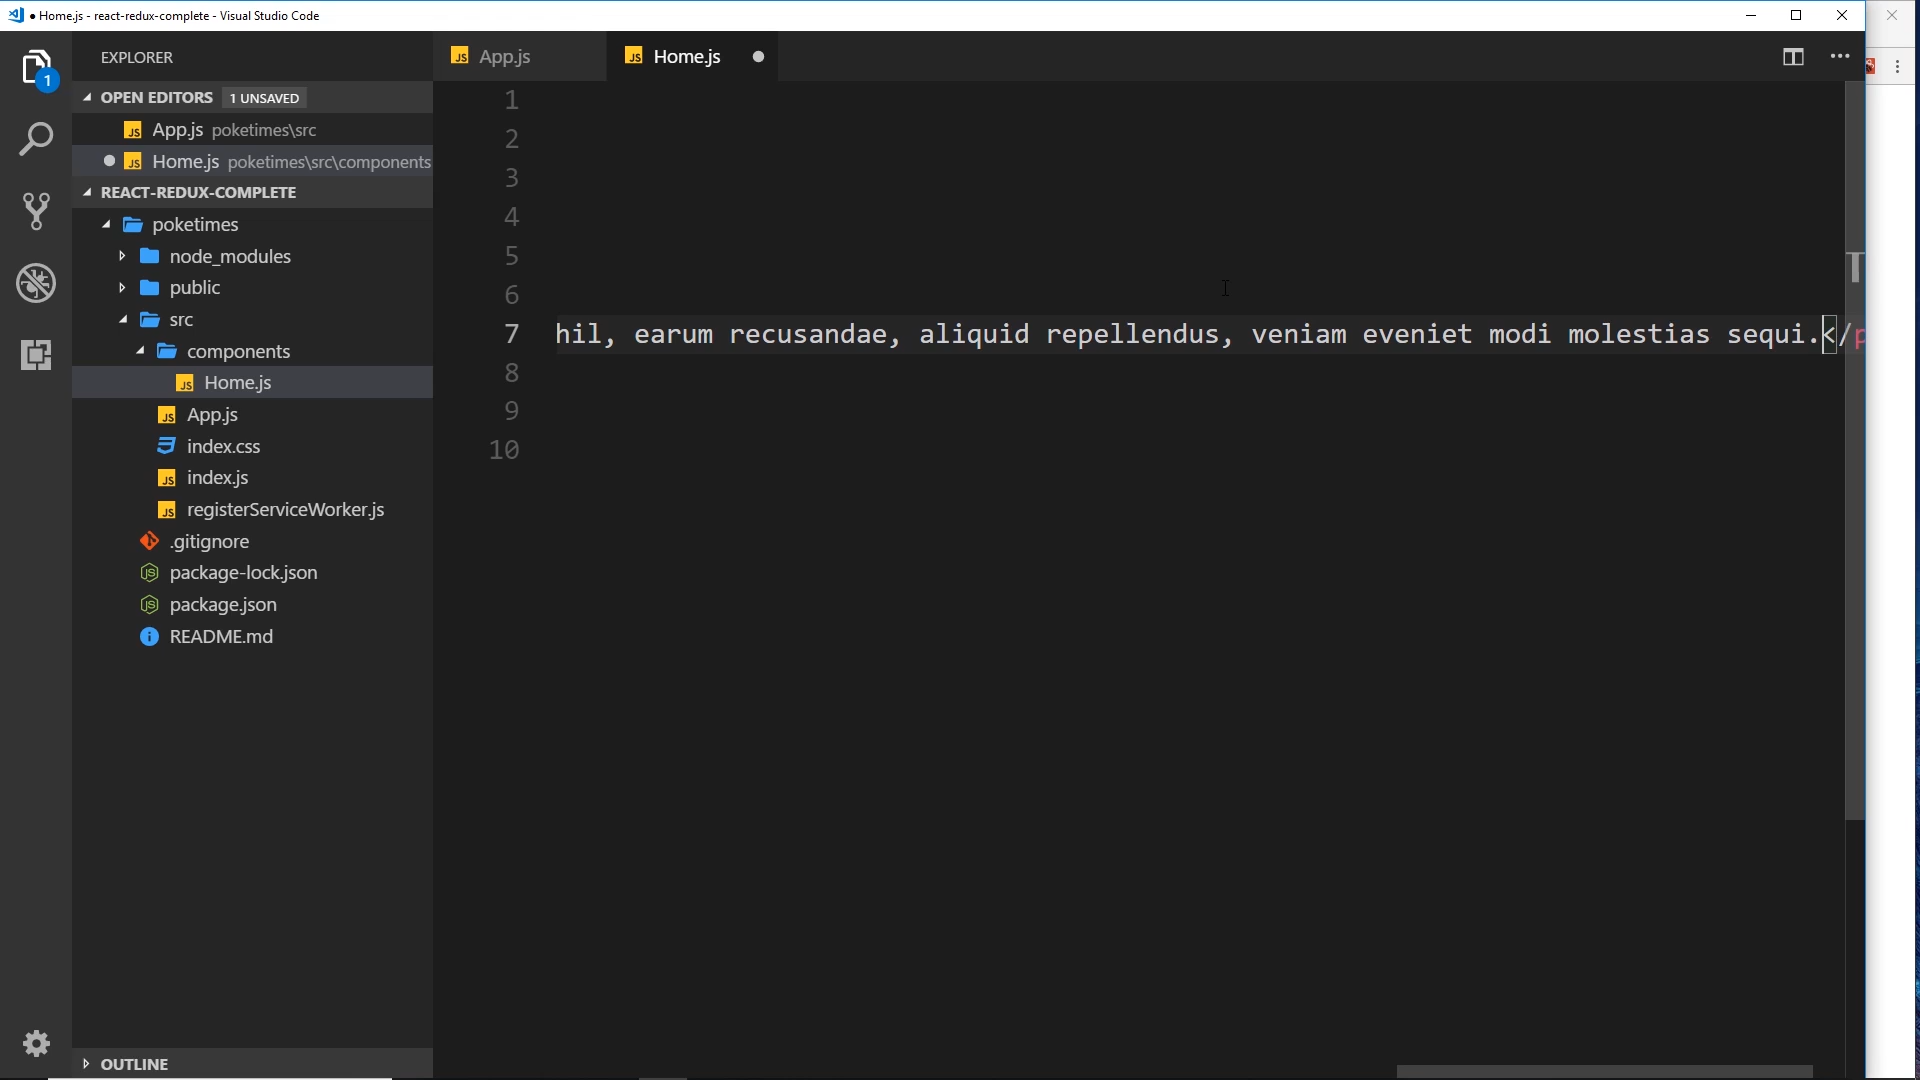 Home.js - react-redux-complete - Visual Studio Code
EXPLORER
OPEN EDITORS 1 UNSAVED
App.js poketimes\src
Home.js poketimes\src\components
REACT-REDUX-COMPLETE
poketimes
node_modules
public
src
components
Home.js
App.js
index.css
index.js
registerServiceWorker.js
.gitignore
package-lock.json
package.json
README.md
OUTLINE
1
App.js
Home.js
1
2
3
4
5
6
7 hil, earum recusandae, aliquid repellendus, veniam eveniet modi molestias sequi.</p
8
9
10